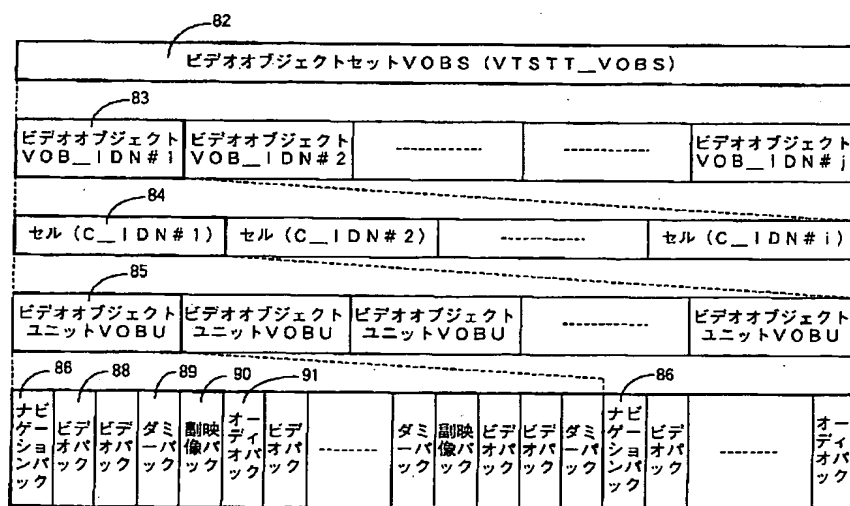 82
ビデオオブジェクトセットVOBS (VTSTT__VOBS)
83
ビデオオブジェクト
VOB__IDN#1
ビデオオブジェクト
VOB__IDN#2
ビデオオブジェクト
VOB__IDN#j
84
セル (C__IDN#1)
セル (C__IDN#2)
セル (C__IDN#i)
85
ビデオオブジェクト
ユニットVOBU
ビデオオブジェクト
ユニットVOBU
ビデオオブジェクト
ユニットVOBU
ビデオオブジェクト
ユニットVOBU
86
88
89
90
91
86
ナビゲーションパック
ビデオパック
ビデオパック
ダミーパック
副映像パック
オーディオパック
ビデオパック
ダミーパック
副映像パック
ビデオパック
ビデオパック
ダミーパック
ナビゲーションパック
ビデオパック
オーディオパック